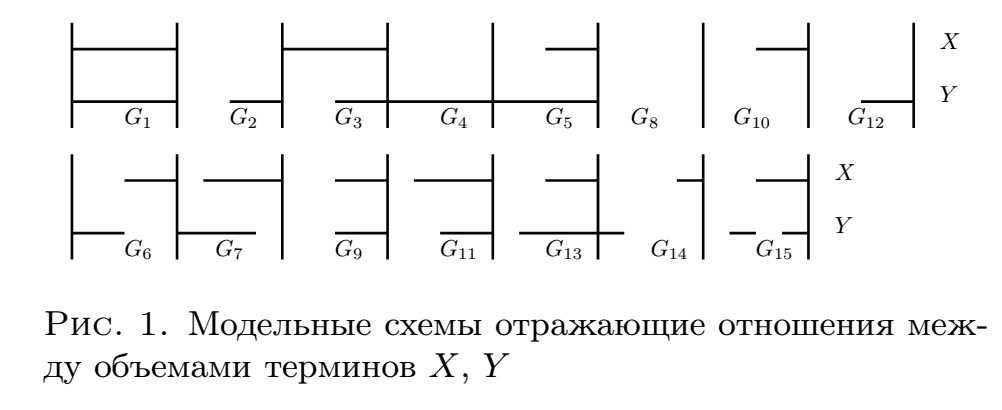 X
Y
G₁ G₂ G₃ G₄ G₅ G₈ G₁₀ G₁₂
X
Y
G₆ G₇ G₉ G₁₁ G₁₃ G₁₄ G₁₅
Рис. 1. Модельные схемы отражающие отношения меж-
ду объемами терминов X, Y